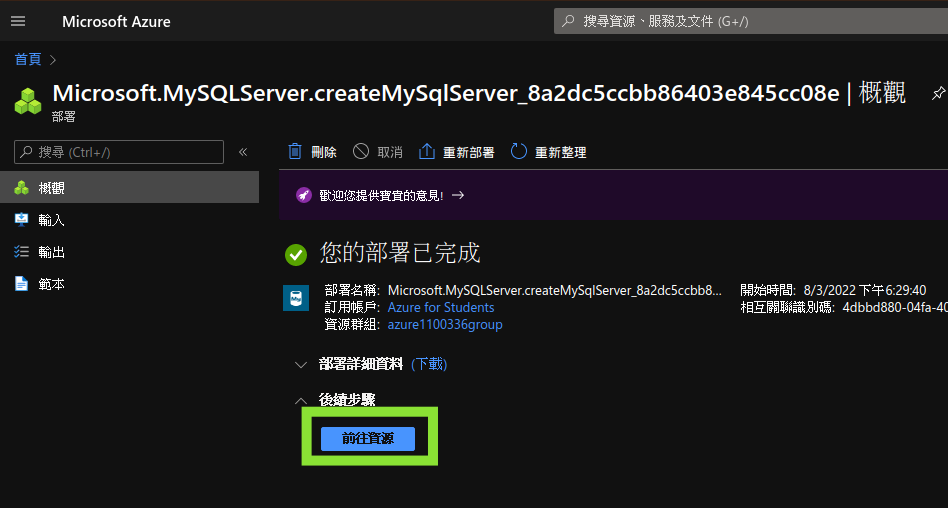 Microsoft Azure
搜尋資源、服務及文件 (G+/)
首頁
Microsoft.MySQLServer.createMySqlServer_8a2dc5ccbb86403e845cc08e | 概觀
部署
搜尋 (Ctrl+/)
«
刪除
取消
重新部署
重新整理
概觀
輸入
輸出
範本
歡迎您提供寶貴的意見! →
您的部署已完成
部署名稱: Microsoft.MySQLServer.createMySqlServer_8a2dc5ccbb8...
開始時間: 8/3/2022 下午6:29:40
訂用帳戶: Azure for Students
相互關聯識別碼: 4dbbd880-04fa-40
資源群組: azure1100336group
部署詳細資料 (下載)
後續步驟
前往資源